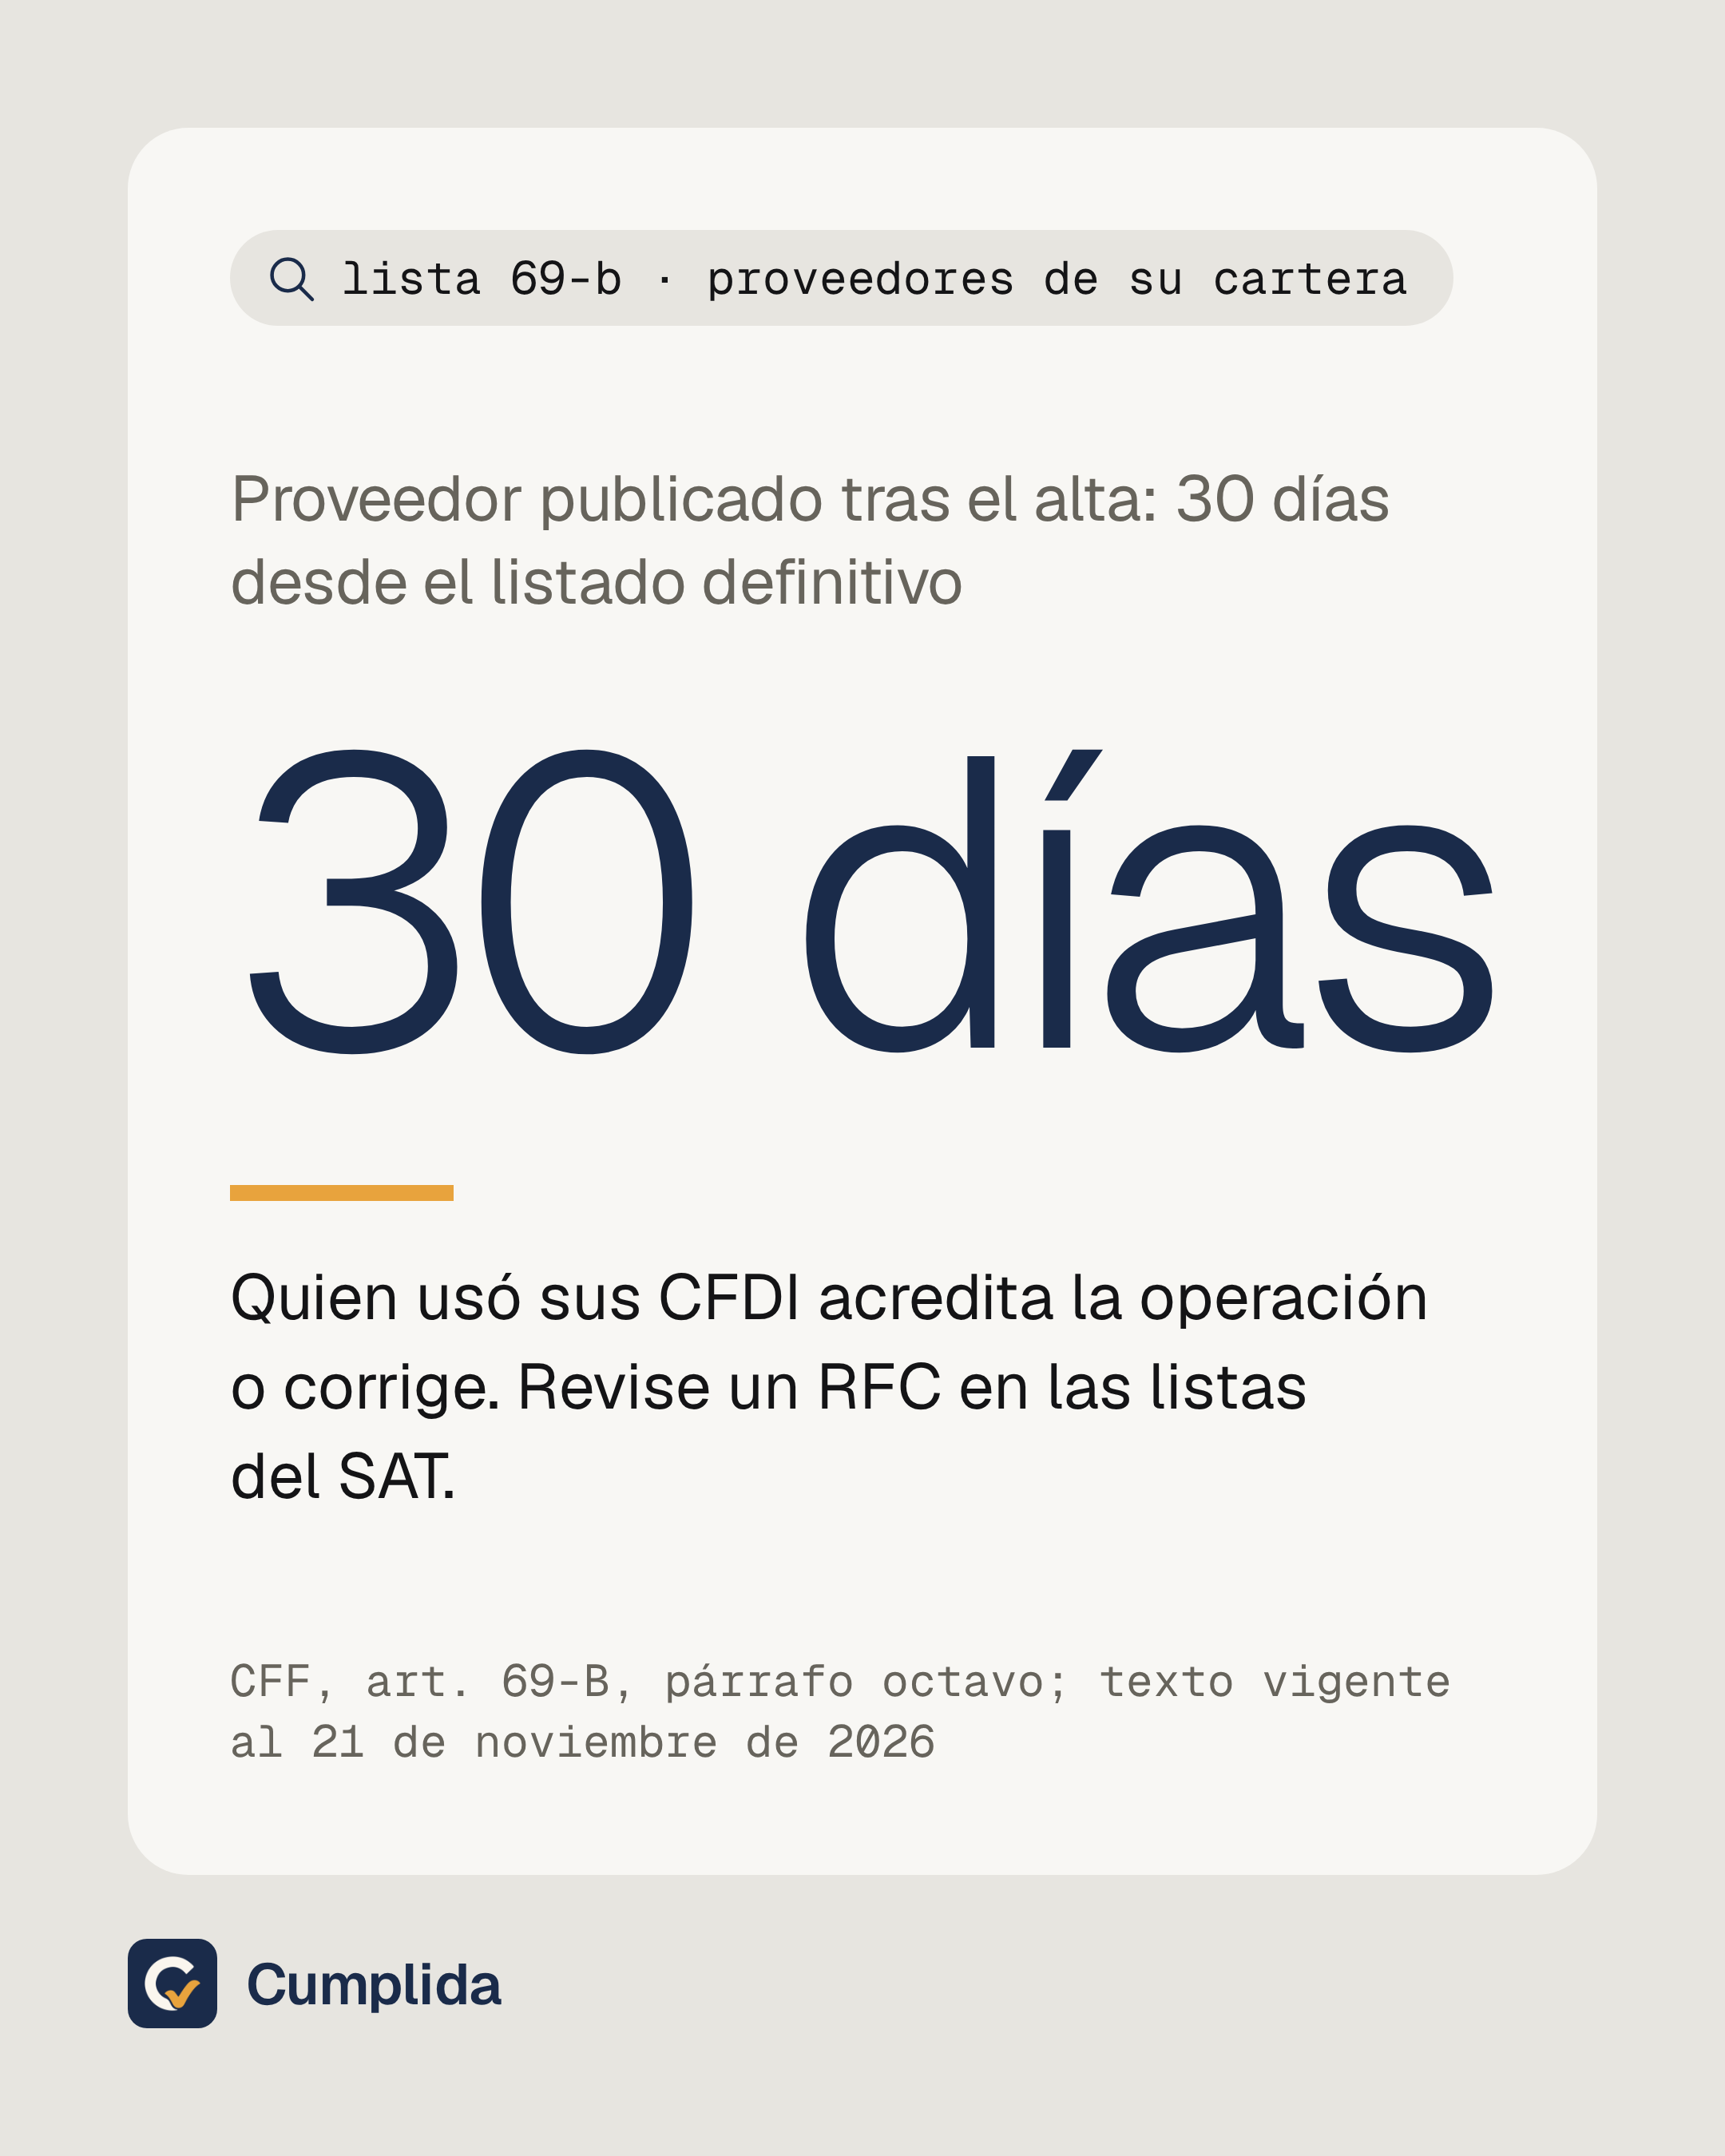 lista 69-b · proveedores de su cartera
Proveedor publicado tras el alta: 30 días
desde el listado definitivo
30 días
Quien usó sus CFDI acredita la operación
o corrige. Revise un RFC en las listas
del SAT.
CFF, art. 69-B, párrafo octavo; texto vigente
al 21 de noviembre de 2026
Cumplida